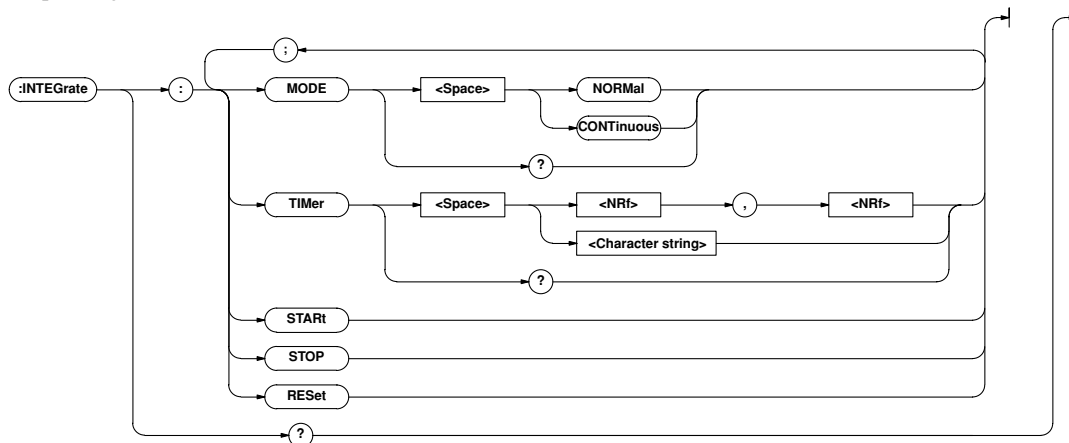 ;
:INTEGrate : MODE <Space> NORMal
CONTinuous
?
TIMer <Space> <NRf> , <NRf>
<Character string>
?
STARt
STOP
RESet
?